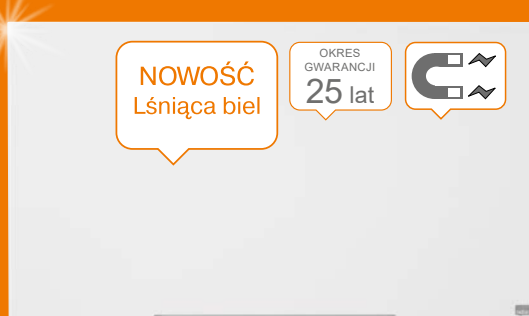 NOWOŚĆ
Lśniąca biel
OKRES
GWARANCJI
25 lat